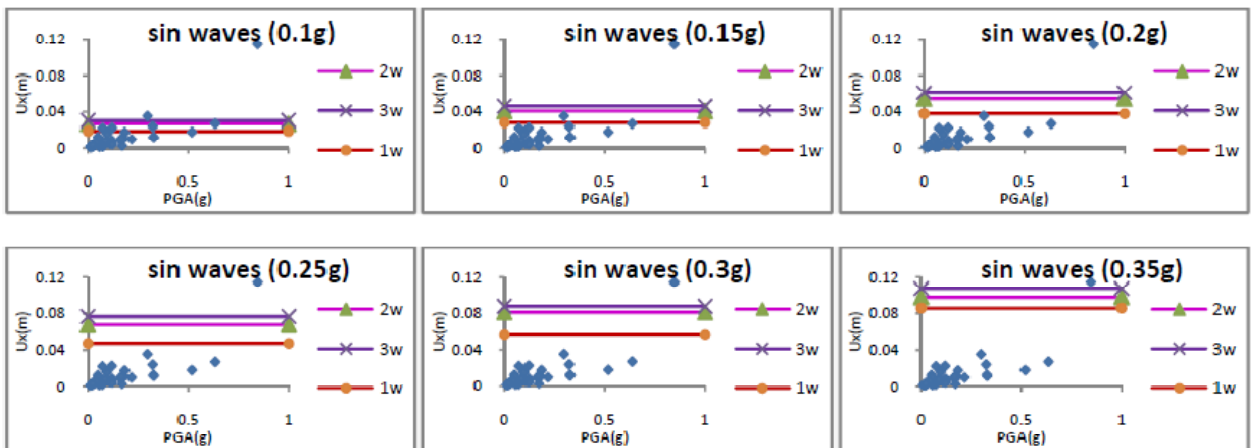 sin waves (0.1g)
0.12
0.08
0.04
0
Ux(m)
0 0.5 1
PGA(g)
2w
3w
1w
sin waves (0.15g)
0.12
0.08
0.04
0
Ux(m)
0 0.5 1
PGA(g)
2w
3w
1w
sin waves (0.2g)
0.12
0.08
0.04
0
Ux(m)
0 0.5 1
PGA(g)
2w
3w
1w
sin waves (0.25g)
0.12
0.08
0.04
0
Ux(m)
0 0.5 1
PGA(g)
2w
3w
1w
sin waves (0.3g)
0.12
0.08
0.04
0
Ux(m)
0 0.5 1
PGA(g)
2w
3w
1w
sin waves (0.35g)
0.12
0.08
0.04
0
Ux(m)
0 0.5 1
PGA(g)
2w
3w
1w